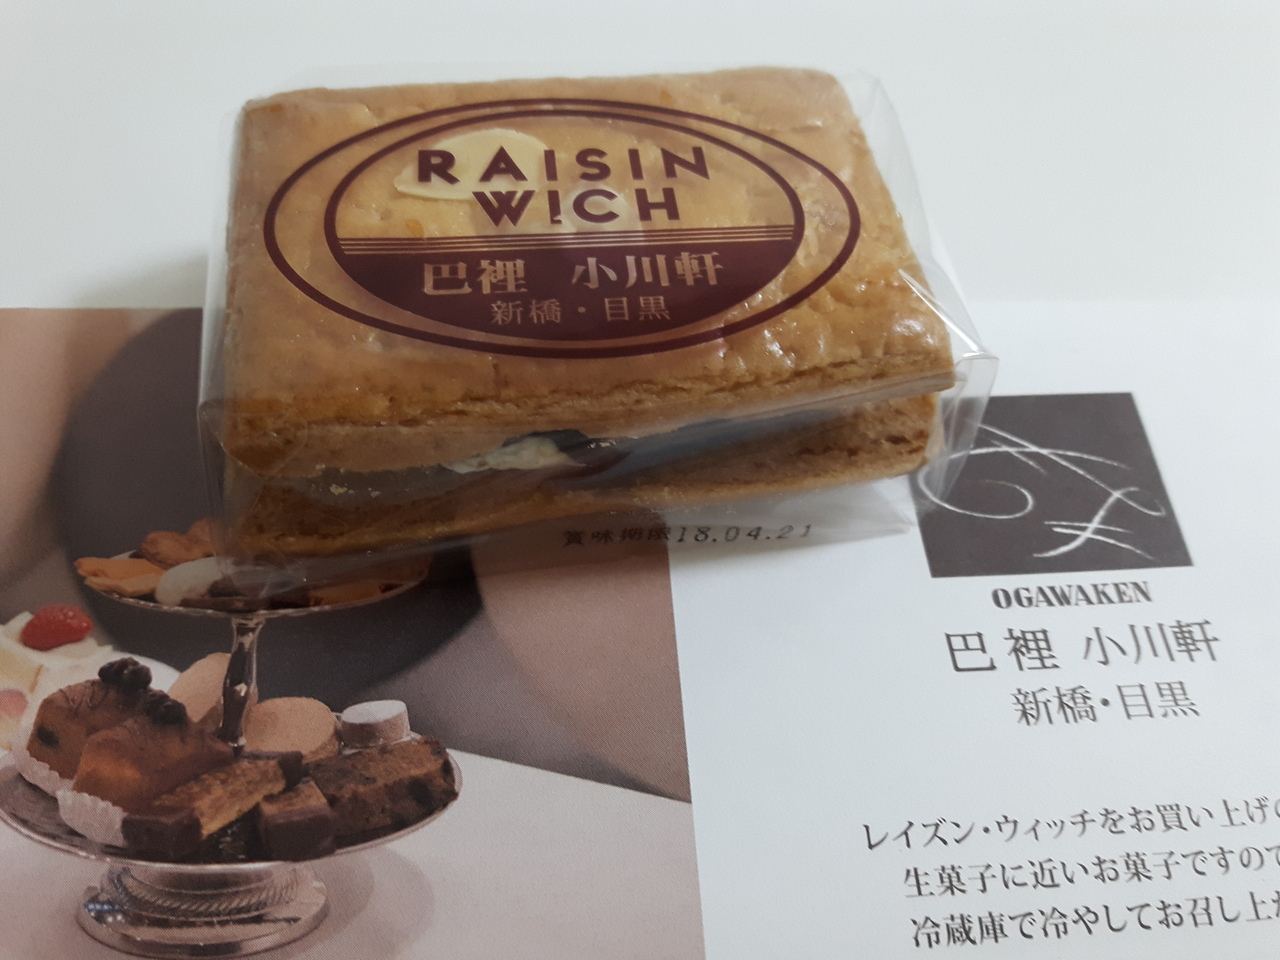 RAISIN
WICH
巴裡 小川軒
新橋・目黒
賞味期限18.04.21
OGAWAKEN
巴裡 小川軒
新橋・目黒
レイズン・ウィッチをお買い上げの
生菓子に近いお菓子ですので
冷蔵庫で冷やしてお召し上が